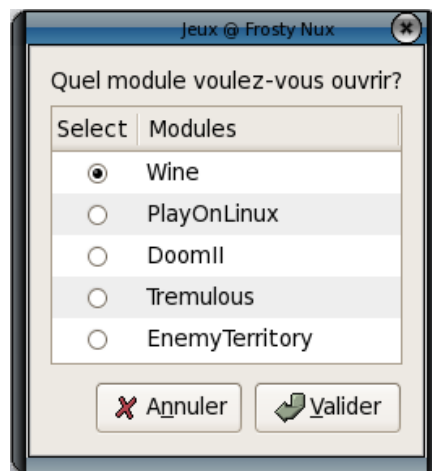 Jeux @ Frosty Nux
Quel module voulez-vous ouvrir?
Select Modules
Wine
PlayOnLinux
DoomII
Tremulous
EnemyTerritory
Annuler Valider